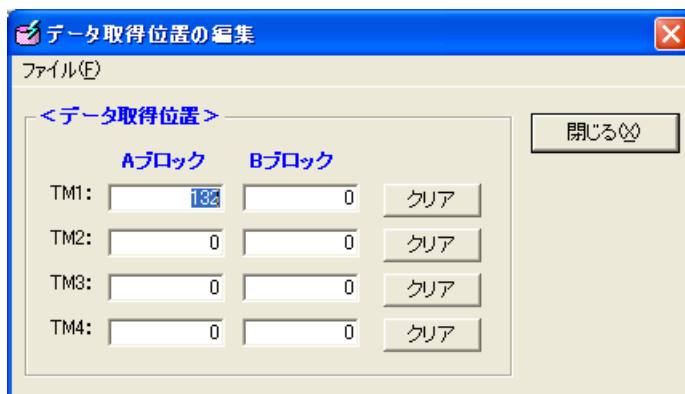 データ取得位置の編集
ファイル(F)
<データ取得位置>
閉じる(X)
Aブロック Bブロック
TM1: 132 0 クリア
TM2: 0 0 クリア
TM3: 0 0 クリア
TM4: 0 0 クリア